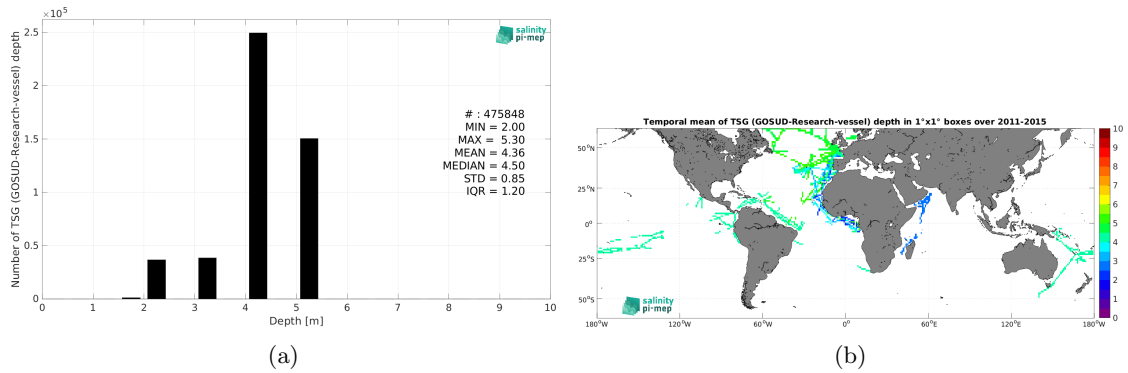 ×10⁵
Number of TSG (GOSUD-Research-vessel) depth
2.5
2
1.5
1
0.5
0
salinity
pi-mep
# : 475848
MIN = 2.00
MAX = 5.30
MEAN = 4.36
MEDIAN = 4.50
STD = 0.85
IQR = 1.20
0 1 2 3 4 5 6 7 8 9 10
Depth [m]
(a)
Temporal mean of TSG (GOSUD-Research-vessel) depth in 1°x1° boxes over 2011-2015
50°N
25°N
0°
25°S
50°S
salinity
pi-mep
180°W 120°W 60°W 0° 60°E 120°E 180°W
10
9
8
7
6
5
4
3
2
1
0
(b)